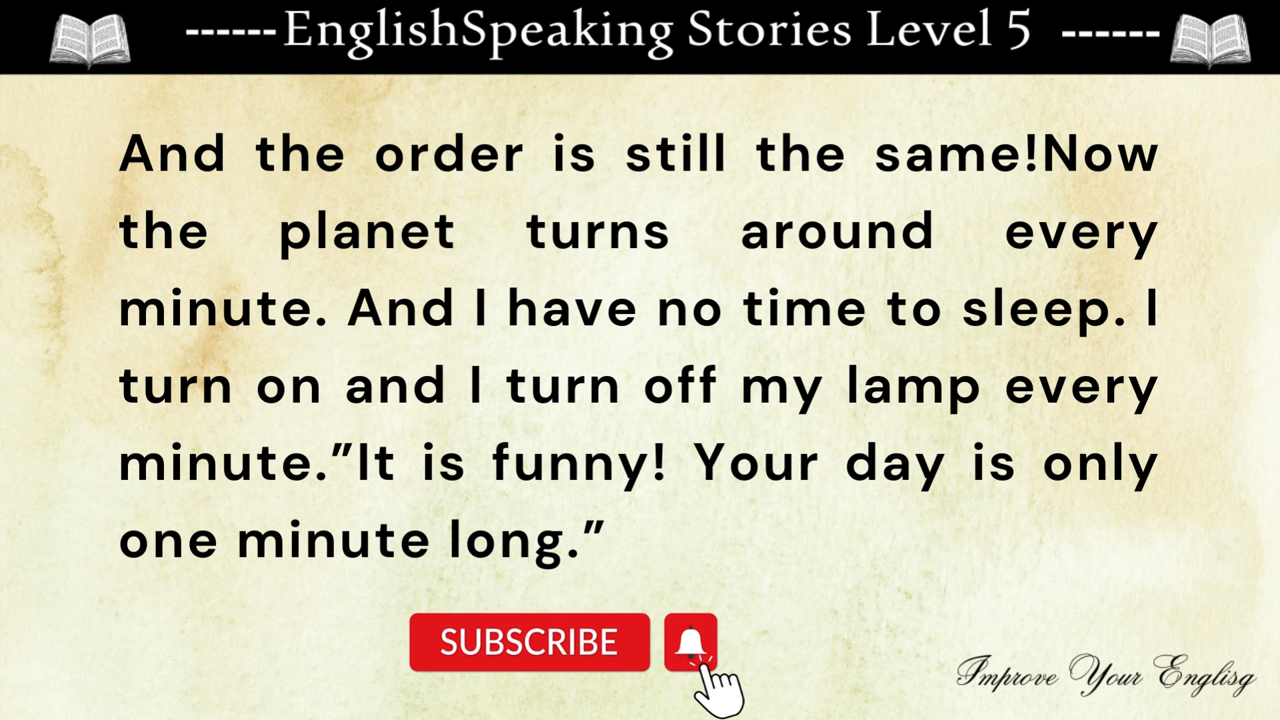 ------EnglishSpeaking Stories Level 5 ------
And the order is still the same!Now
the planet turns around every
minute. And I have no time to sleep. I
turn on and I turn off my lamp every
minute.”It is funny! Your day is only
one minute long.”
SUBSCRIBE
Improve Your Englisg